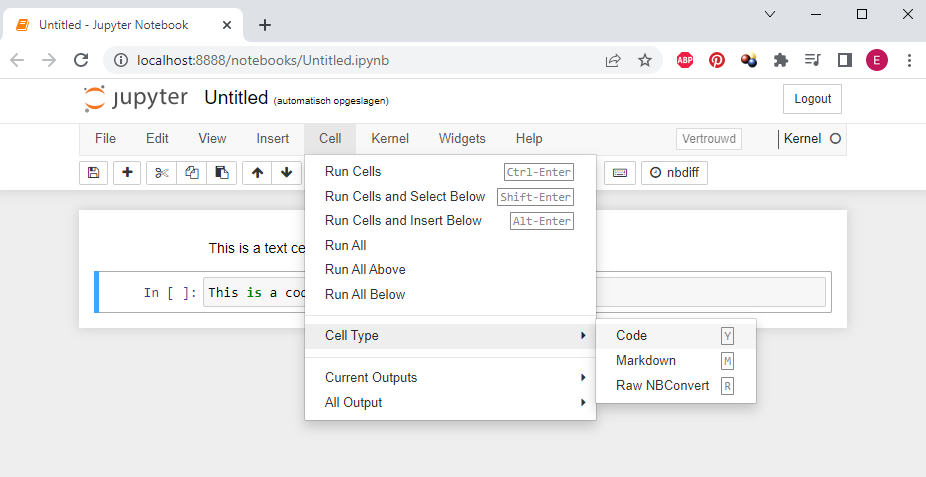 Untitled - Jupyter Notebook
localhost:8888/notebooks/Untitled.ipynb
ABP
E
jupyter Untitled (automatisch opgeslagen)
Logout
File Edit View Insert Cell Kernel Widgets Help
Vertrouwd
Kernel
nbdiff
Run Cells Ctrl-Enter
Run Cells and Select Below Shift-Enter
Run Cells and Insert Below Alt-Enter
Run All
Run All Above
Run All Below
This is a text ce
In [ ]: This is a cod
Cell Type
Code Y
Markdown M
Raw NBConvert R
Current Outputs
All Output